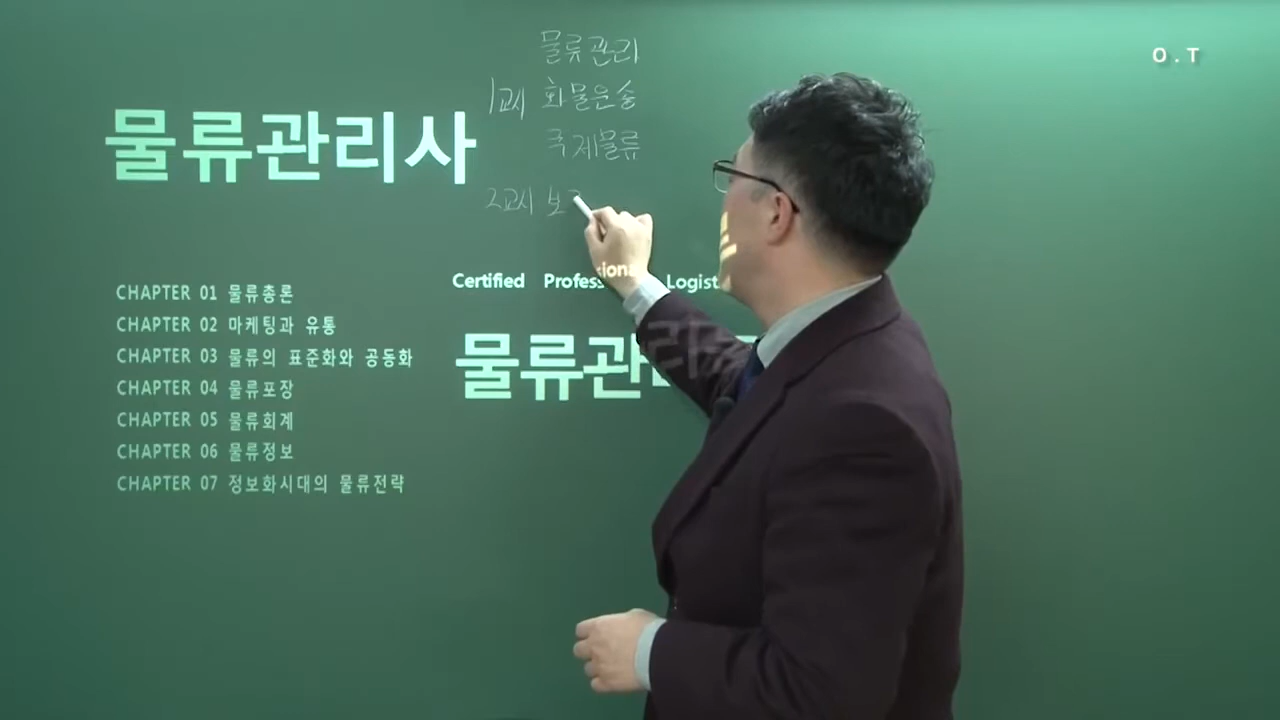 O.T
물류관리
1교시 화물운송
국제물류
2교시 보
물류관리사
Certified Professional Logist
물류관리
CHAPTER 01 물류총론
CHAPTER 02 마케팅과 유통
CHAPTER 03 물류의 표준화와 공동화
CHAPTER 04 물류포장
CHAPTER 05 물류회계
CHAPTER 06 물류정보
CHAPTER 07 정보화시대의 물류전략